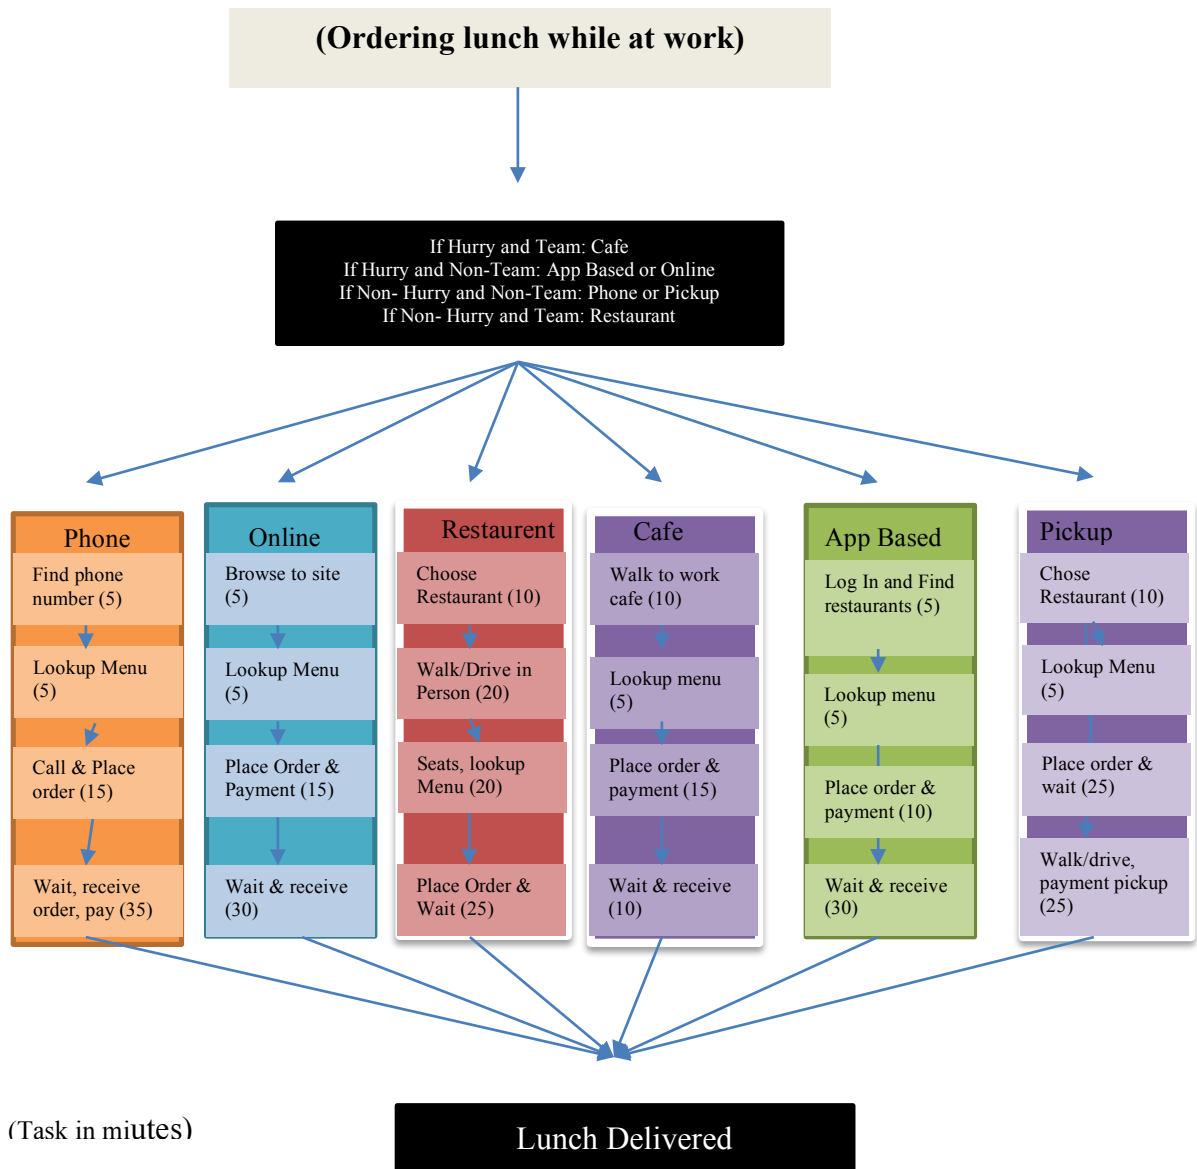 (Ordering lunch while at work)
If Hurry and Team: Cafe
If Hurry and Non-Team: App Based or Online
If Non- Hurry and Non-Team: Phone or Pickup
If Non- Hurry and Team: Restaurant
Phone
Find phone
number (5)
Lookup Menu
(5)
Call & Place
order (15)
Wait, receive
order, pay (35)
Online
Browse to site
(5)
Lookup Menu
(5)
Place Order &
Payment (15)
Wait & receive
(30)
Restaurent
Choose
Restaurant (10)
Walk/Drive in
Person (20)
Seats, lookup
Menu (20)
Place Order &
Wait (25)
Cafe
Walk to work
cafe (10)
Lookup menu
(5)
Place order &
payment (15)
Wait & receive
(10)
App Based
Log In and Find
restaurants (5)
Lookup menu
(5)
Place order &
payment (10)
Wait & receive
(30)
Pickup
Chose
Restaurant (10)
Lookup Menu
(5)
Place order &
wait (25)
Walk/drive,
payment pickup
(25)
(Task in miutes)
Lunch Delivered